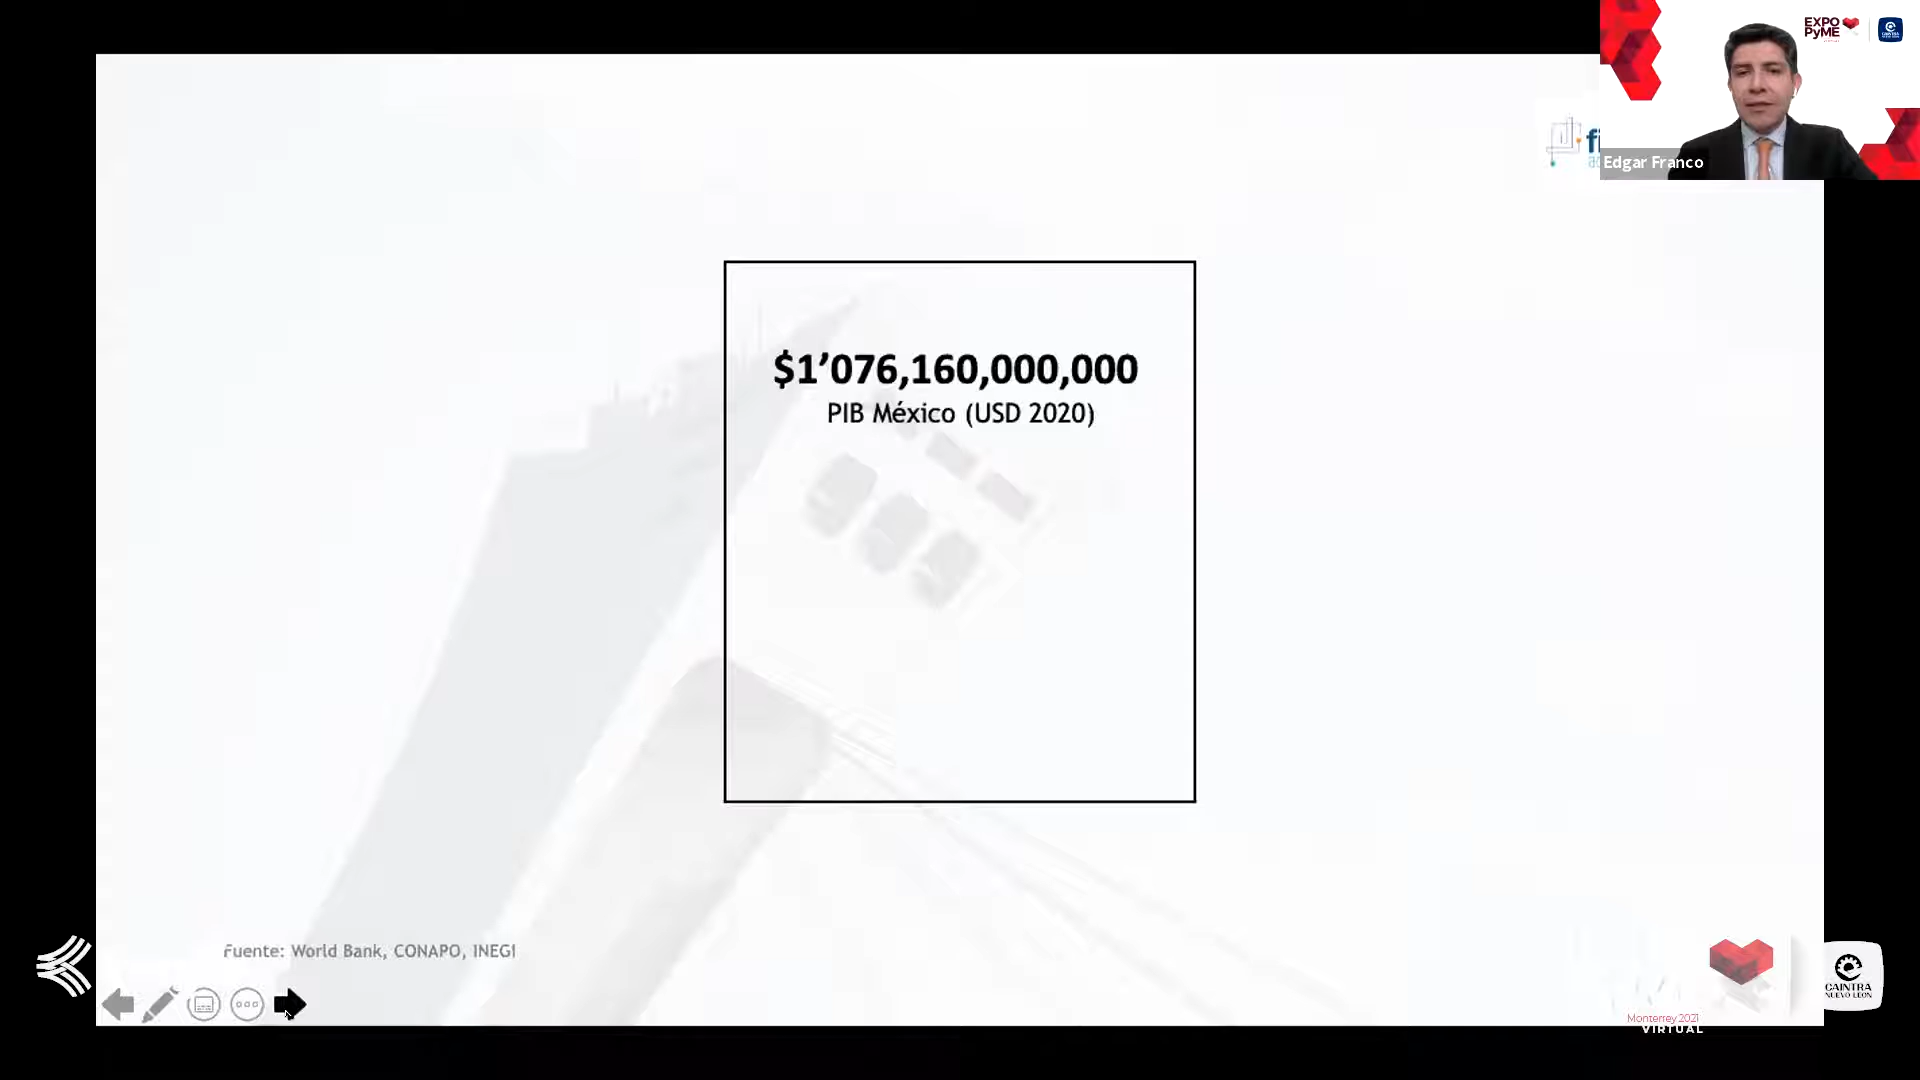 EXPO
PyME
Edgar Franco
$1’076,160,000,000
PIB México (USD 2020)
Fuente: World Bank, CONAPO, INEGI
CAINTRA
NUEVO LEÓN
Monterrey 2021
VIRTUAL